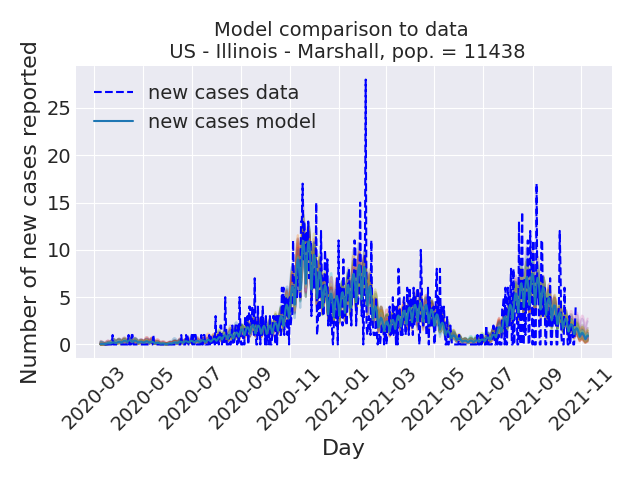 Model comparison to data
US - Illinois - Marshall, pop. = 11438
Number of new cases reported
new cases data
new cases model
25
20
15
10
5
0
2020-03
2020-05
2020-07
2020-09
2020-11
2021-01
2021-03
2021-05
2021-07
2021-09
2021-11
Day